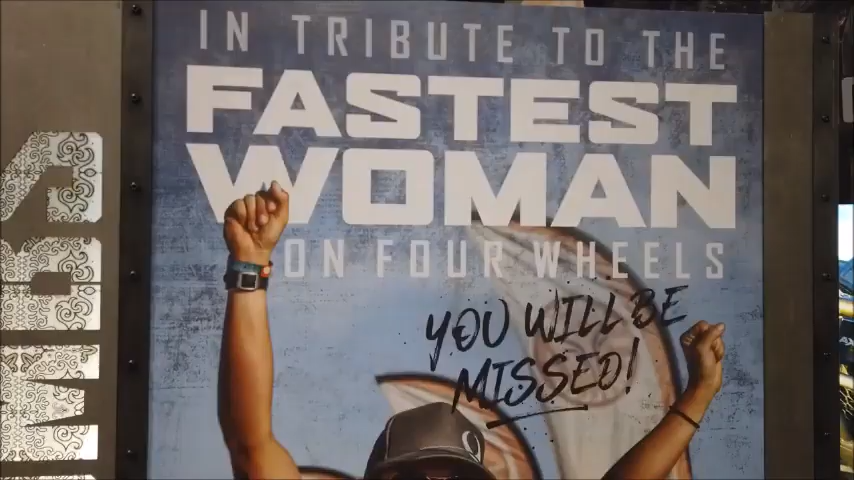 IN TRIBUTE TO THE
FASTEST
WOMAN
ON FOUR WHEELS
YOU WILL BE
MISSED!